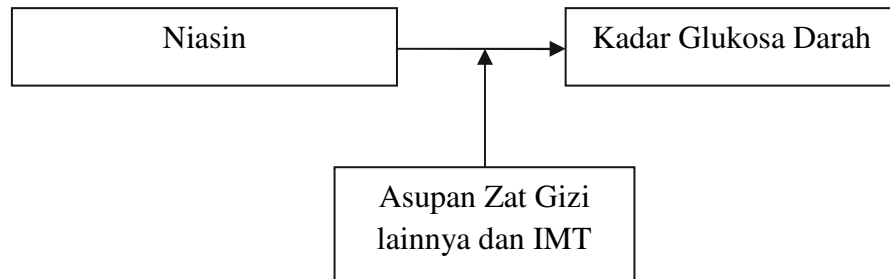 Niasin
Kadar Glukosa Darah
Asupan Zat Gizi
lainnya dan IMT